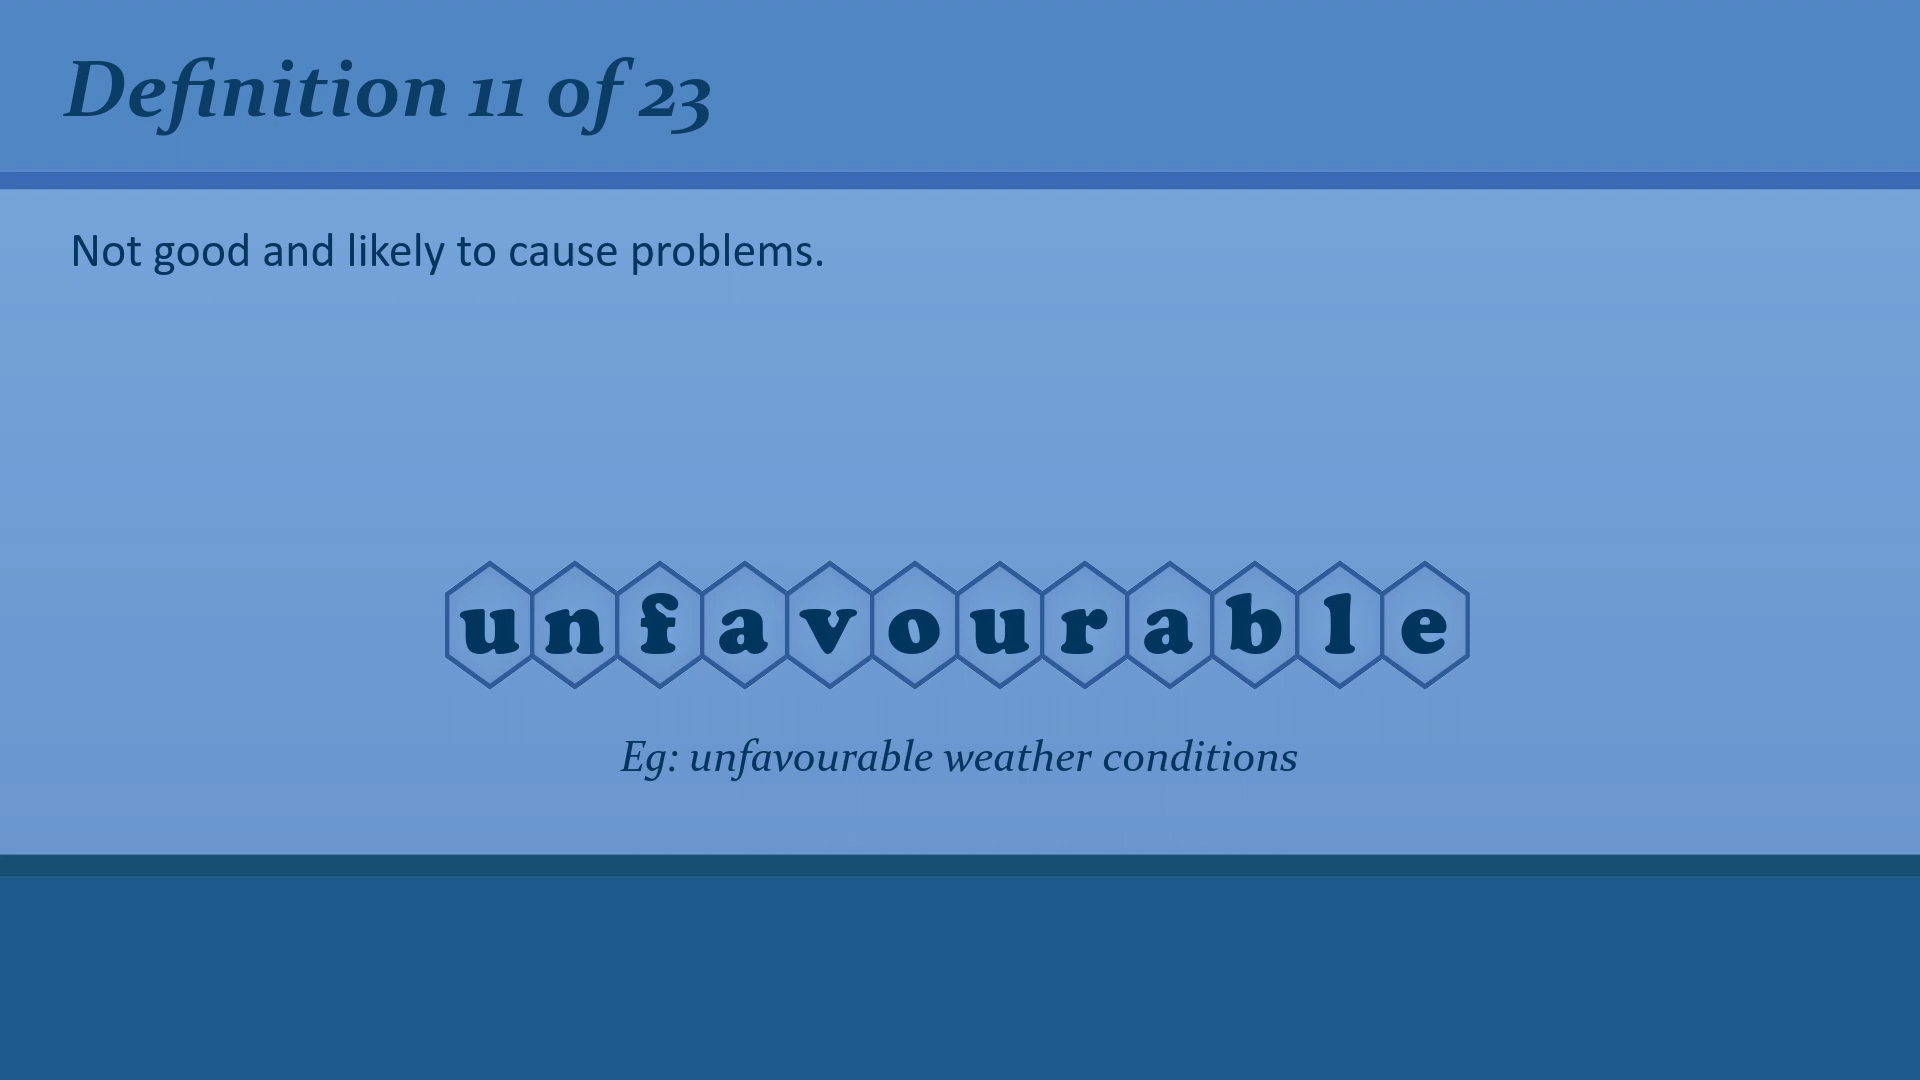 Definition 11 of 23
Not good and likely to cause problems.
unfavourable
Eg: unfavourable weather conditions